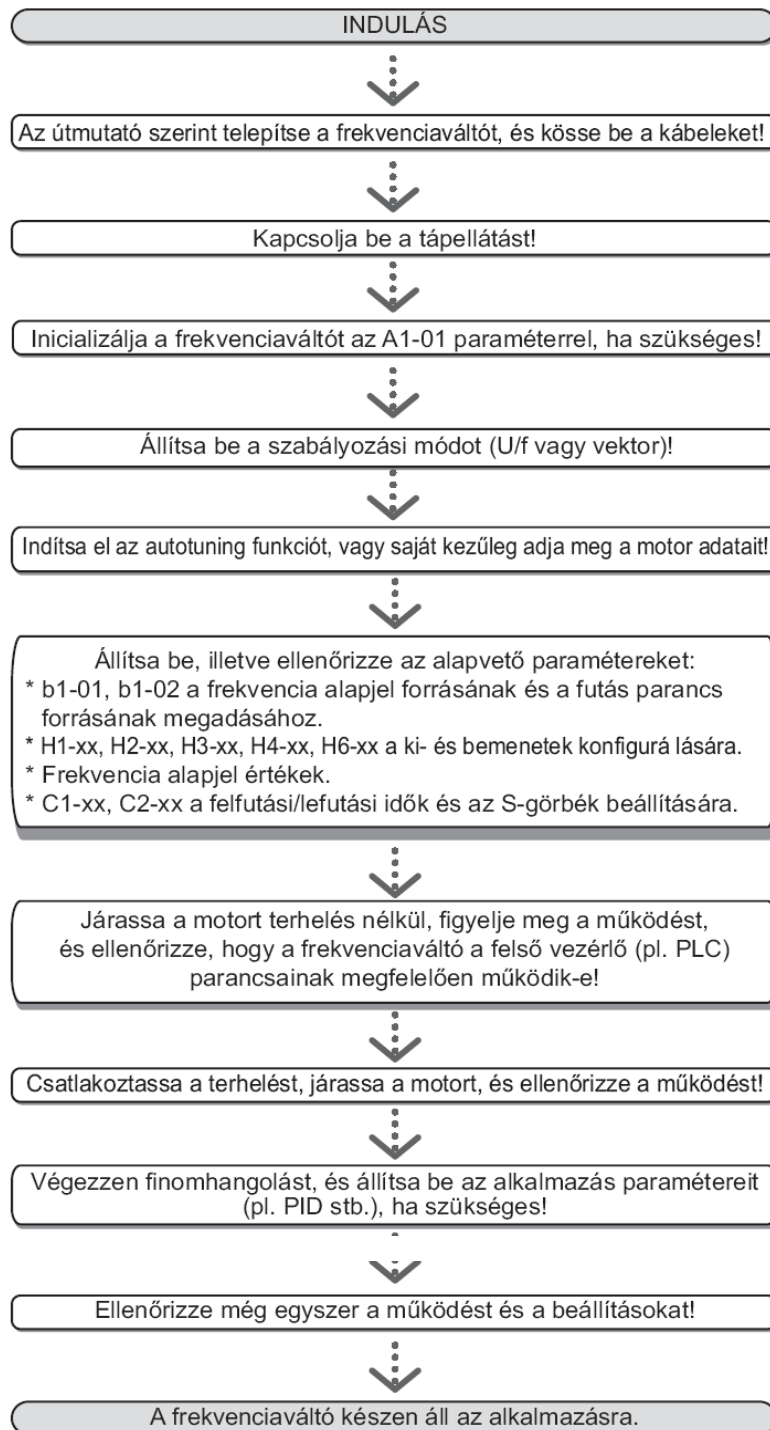 INDULÁS
Az útmutató szerint telepítse a frekvenciaváltót, és kösse be a kábeleket!
Kapcsolja be a tápellátást!
Inicializálja a frekvenciaváltót az A1-01 paraméterrel, ha szükséges!
Állítsa be a szabályozási módot (U/f vagy vektor)!
Indítsa el az autotuning funkciót, vagy saját kezűleg adja meg a motor adatait!
Állítsa be, illetve ellenőrizze az alapvető paramétereket:
* b1-01, b1-02 a frekvencia alapjel forrásának és a futás parancs
forrásának megadásához.
* H1-xx, H2-xx, H3-xx, H4-xx, H6-xx a ki- és bemenetek konfigurá lására.
* Frekvencia alapjel értékek.
* C1-xx, C2-xx a felfutási/lefutási idők és az S-görbék beállítására.
Járassa a motort terhelés nélkül, figyelje meg a működést,
és ellenőrizze, hogy a frekvenciaváltó a felső vezérlő (pl. PLC)
parancsainak megfelelően működik-e!
Csatlakoztassa a terhelést, járassa a motort, és ellenőrizze a működést!
Végezzen finomhangolást, és állítsa be az alkalmazás paramétereit
(pl. PID stb.), ha szükséges!
Ellenőrizze még egyszer a működést és a beállításokat!
A frekvenciaváltó készen áll az alkalmazásra.